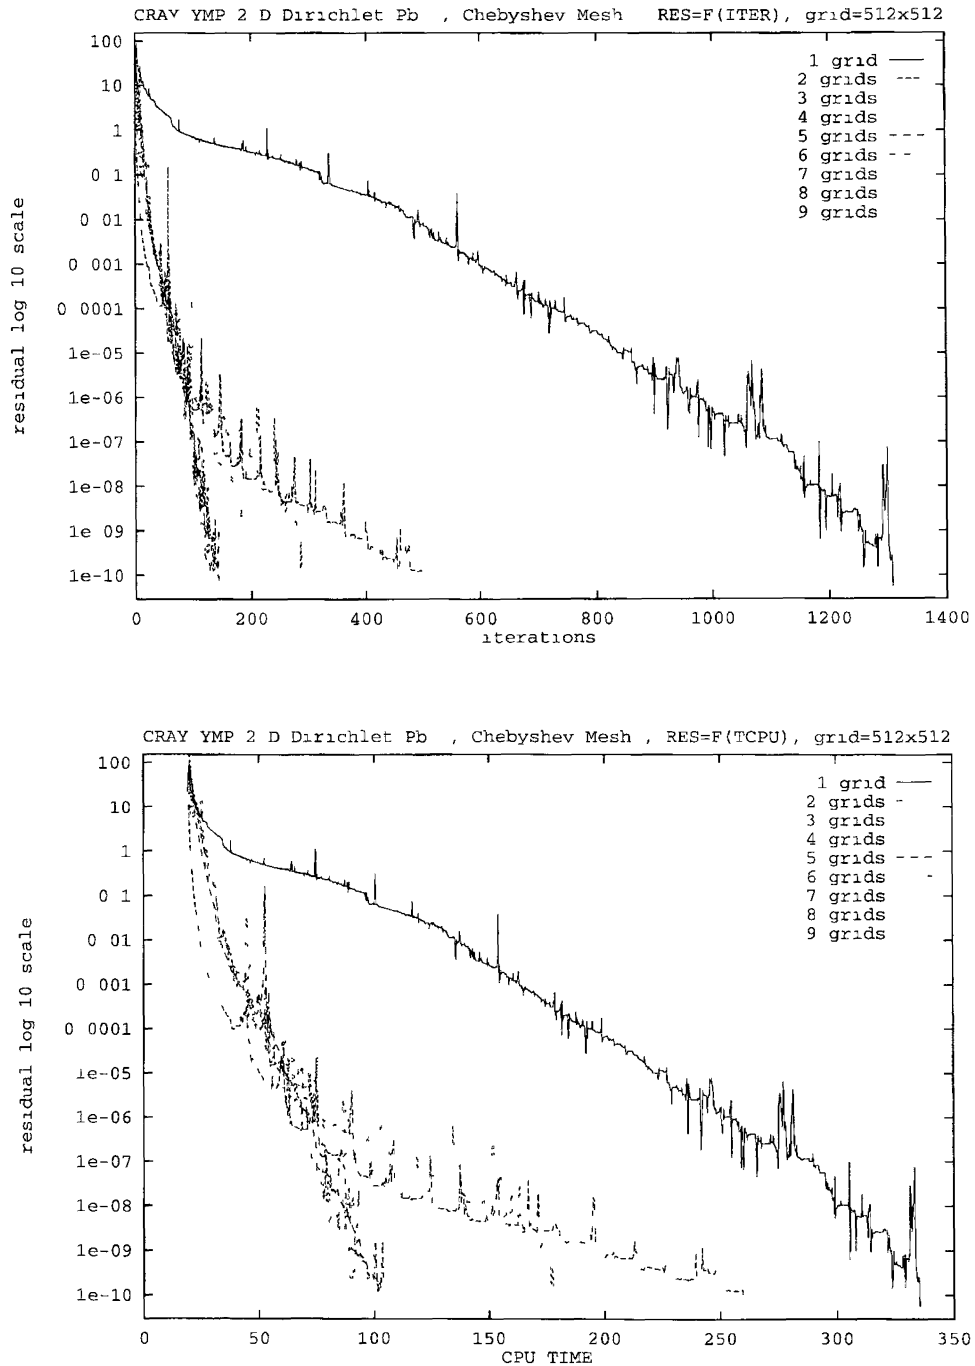 CRAY YMP 2 D Dirichlet Pb , Chebyshev Mesh RES=F(ITER), grid=512x512
100
10
1
0 1
0 01
0 001
0 0001
1e-05
1e-06
1e-07
1e-08
1e 09
1e-10
residual log 10 scale
1 grid
2 grids
3 grids
4 grids
5 grids
6 grids
7 grids
8 grids
9 grids
0 200 400 600 800 1000 1200 1400
iterations
CRAY YMP 2 D Dirichlet Pb , Chebyshev Mesh , RES=F(TCPU), grid=512x512
100
10
1
0 1
0 01
0 001
0 0001
1e-05
1e-06
1e-07
1e-08
1e-09
1e-10
residual log 10 scale
1 grid
2 grids
3 grids
4 grids
5 grids
6 grids
7 grids
8 grids
9 grids
0 50 100 150 200 250 300 350
CPU TIME